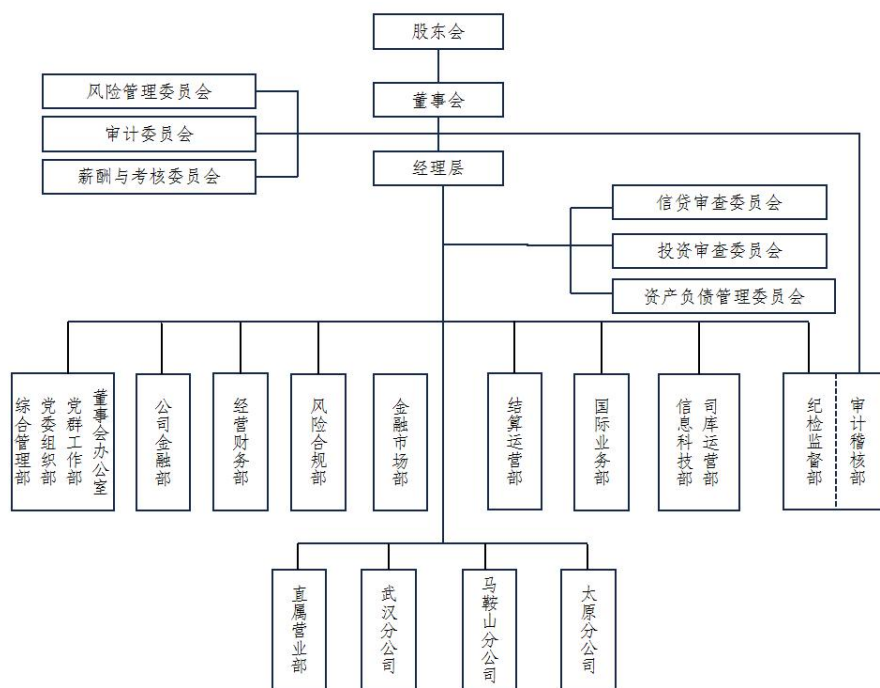 股东会
董事会
经理层
风险管理委员会
审计委员会
薪酬与考核委员会
信贷审查委员会
投资审查委员会
资产负债管理委员会
董事会办公室
党群工作部
党委组织部
综合管理部
公司金融部
经营财务部
风险合规部
金融市场部
结算运营部
国际业务部
司库运营部
信息科技部
纪检监督部
审计稽核部
直属营业部
武汉分公司
马鞍山分公司
太原分公司